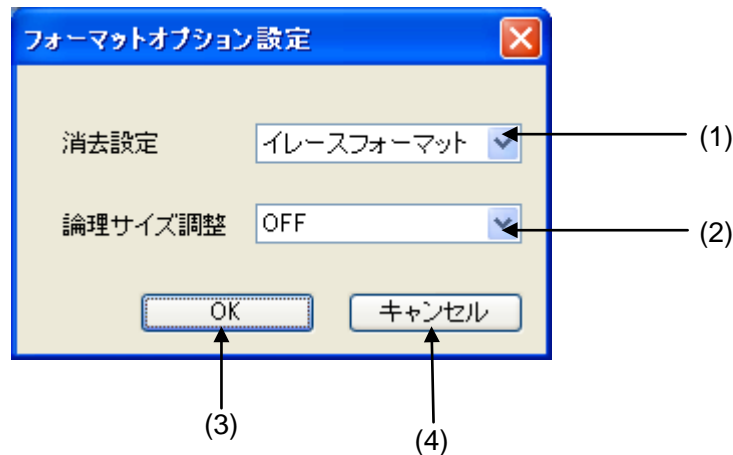 フォーマットオプション設定
消去設定 イレースフォーマット (1)
論理サイズ調整 OFF (2)
OK キャンセル
(3) (4)